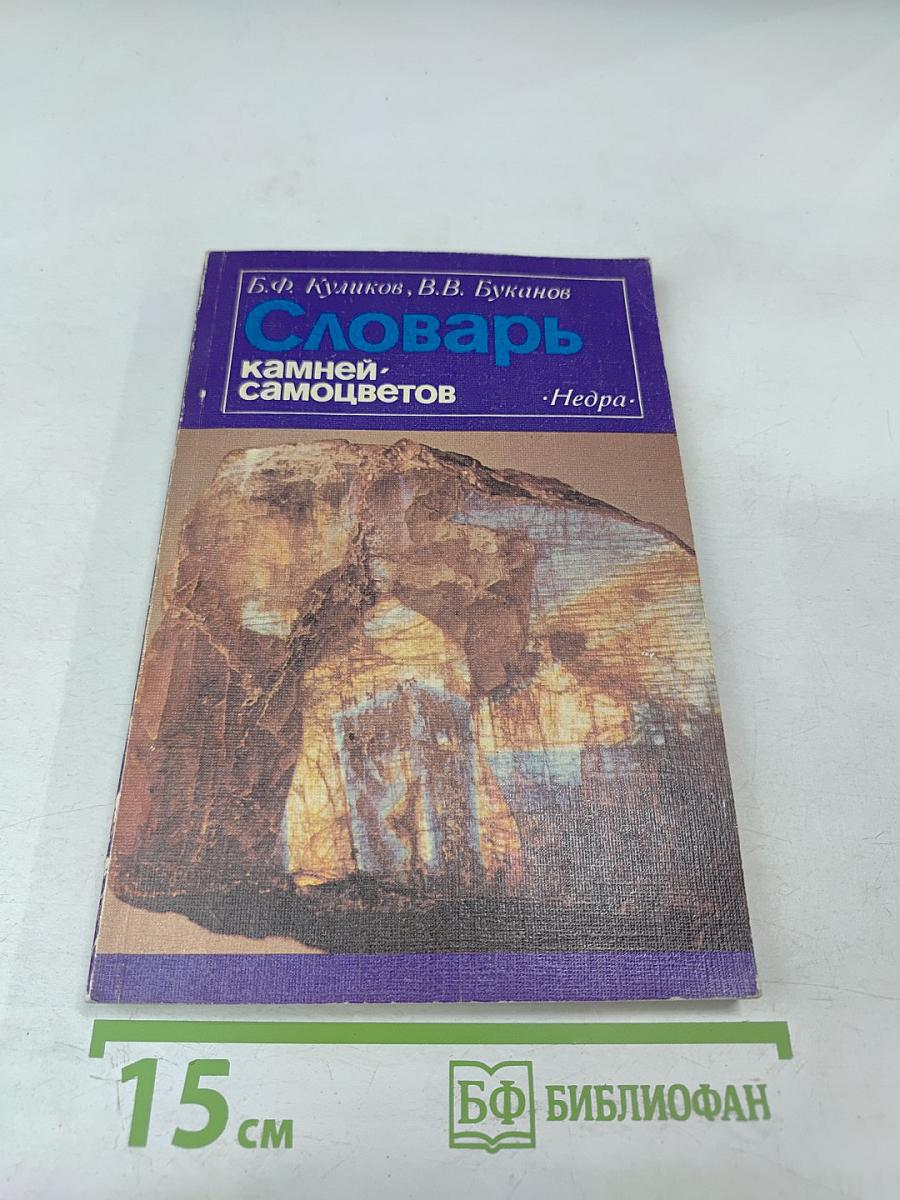 Б.Ф. Куликов, В.В. Буканов
Словарь
камней-
самоцветов
·Недра·
15 см
БФ БИБЛИОФАН